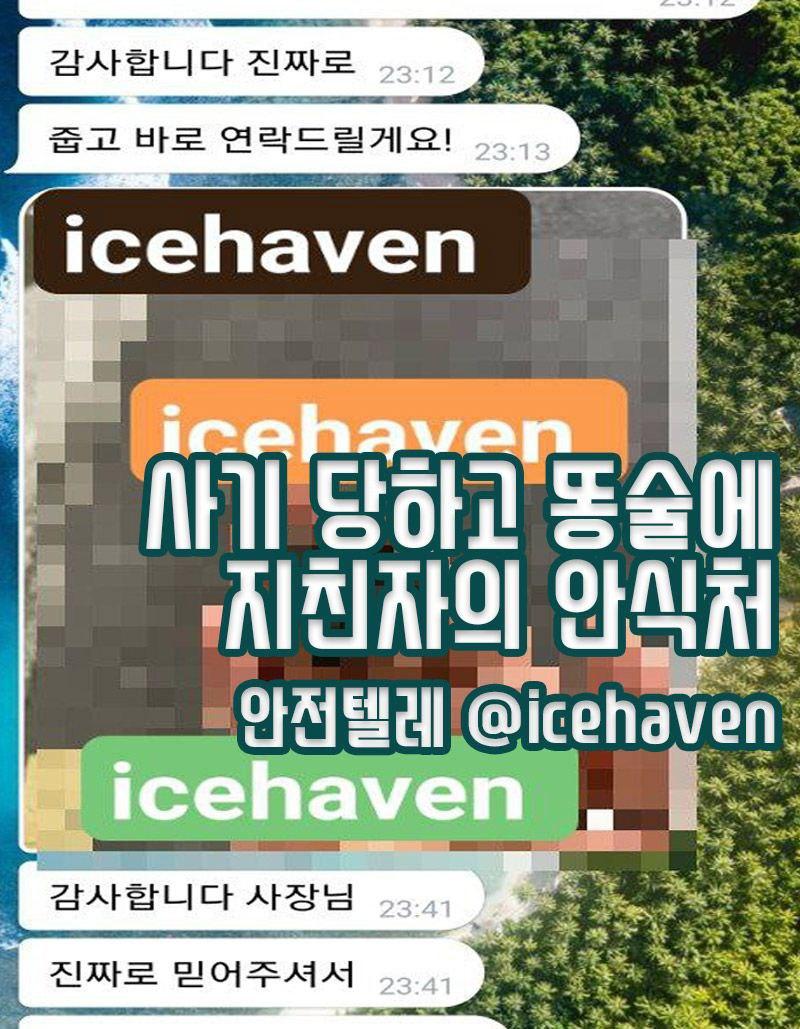 감사합니다 진짜로 23:12
줍고 바로 연락드릴게요! 23:13
icehaven
icehaven
사기 당하고 똥술에
지친자의 안식처
안전텔레 @icehaven
icehaven
감사합니다 사장님 23:41
진짜로 믿어주셔서 23:41